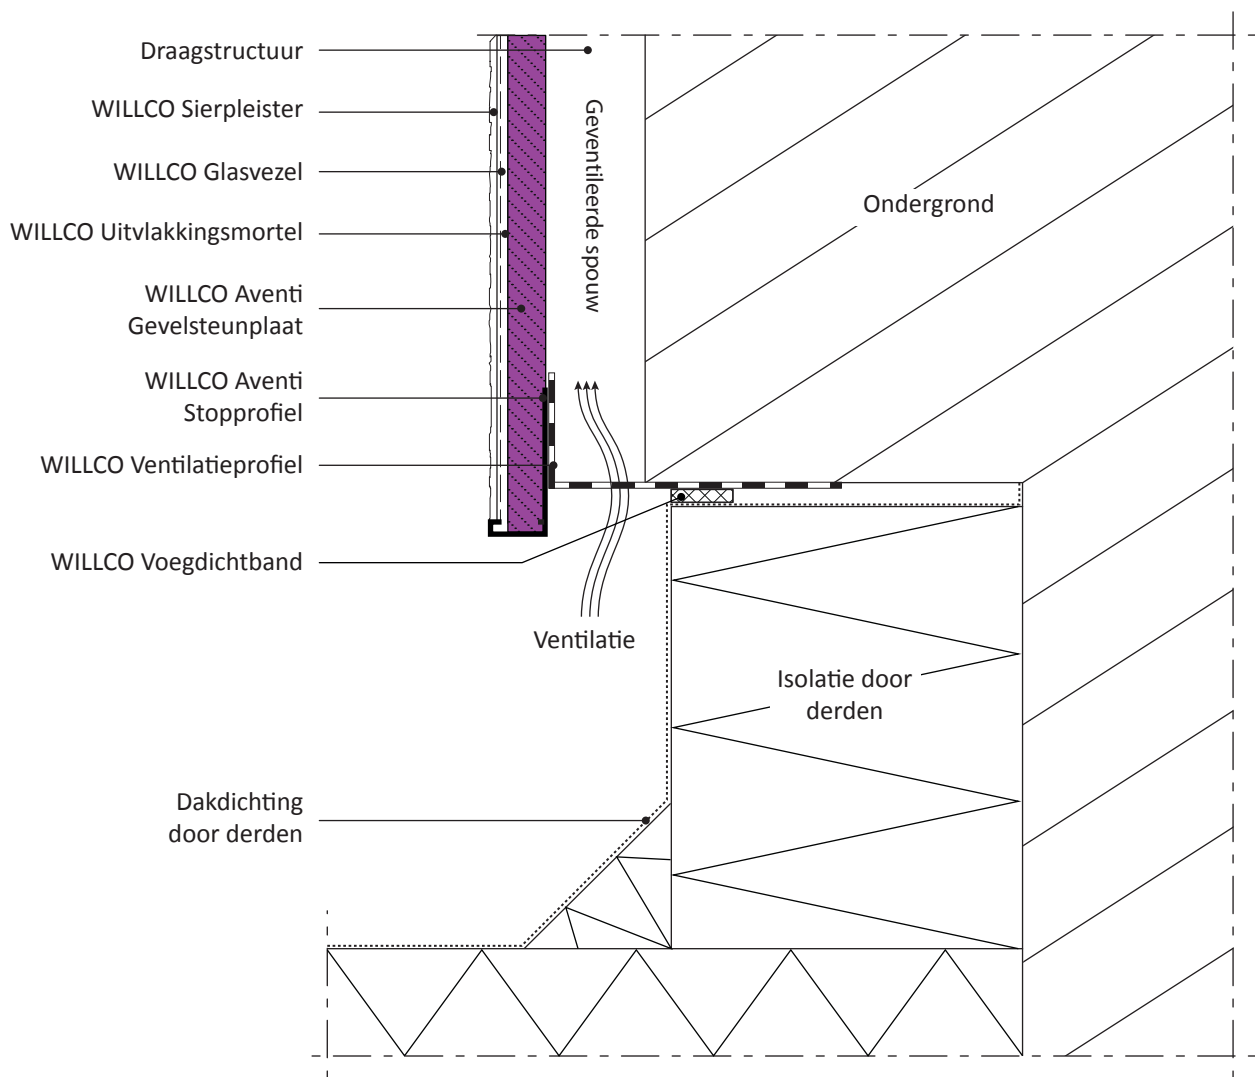 Draagstructuur
WILLCO Sierpleister
WILLCO Glasvezel
WILLCO Uitvlakkingsmortel
WILLCO Aventi
Gevelsteunplaat
WILLCO Aventi
Stopprofiel
WILLCO Ventilatieprofiel
WILLCO Voegdichtband
Geventileerde spouw
Ondergrond
Ventilatie
Isolatie door
derden
Dakdichting
door derden